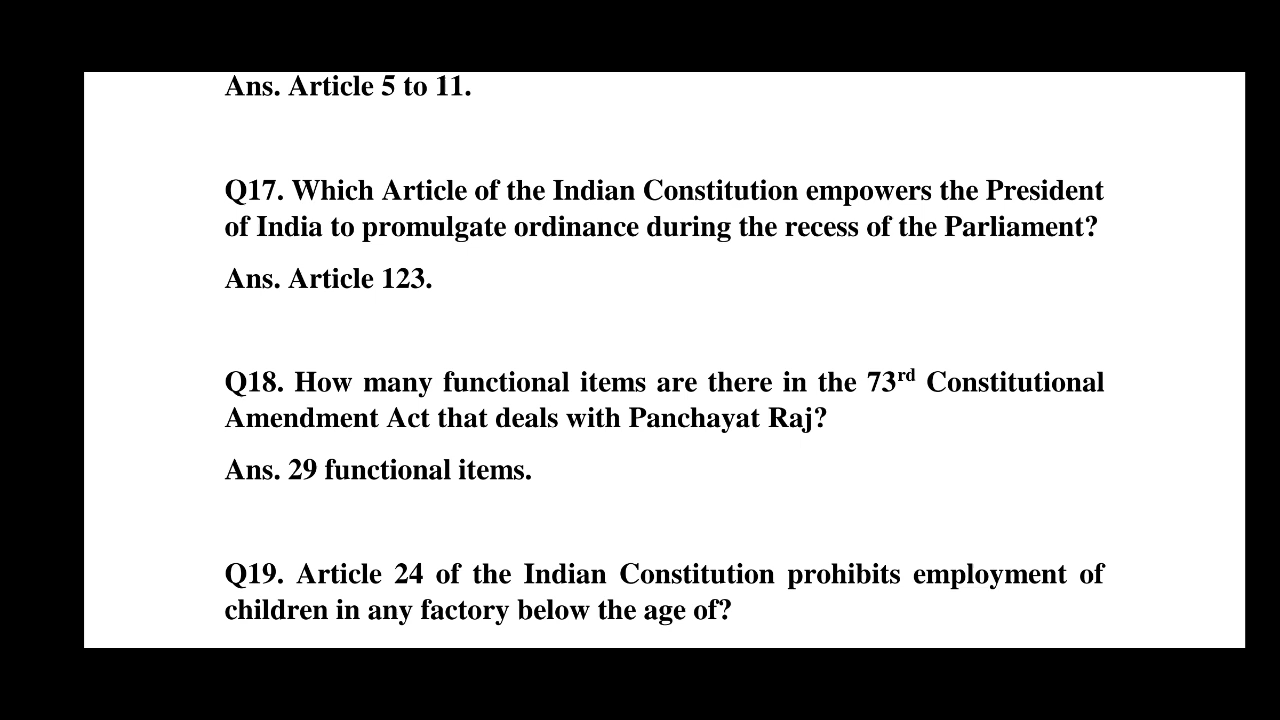 Ans. Article 5 to 11.
Q17. Which Article of the Indian Constitution empowers the President
of India to promulgate ordinance during the recess of the Parliament?
Ans. Article 123.
Q18. How many functional items are there in the 73rd Constitutional
Amendment Act that deals with Panchayat Raj?
Ans. 29 functional items.
Q19. Article 24 of the Indian Constitution prohibits employment of
children in any factory below the age of?